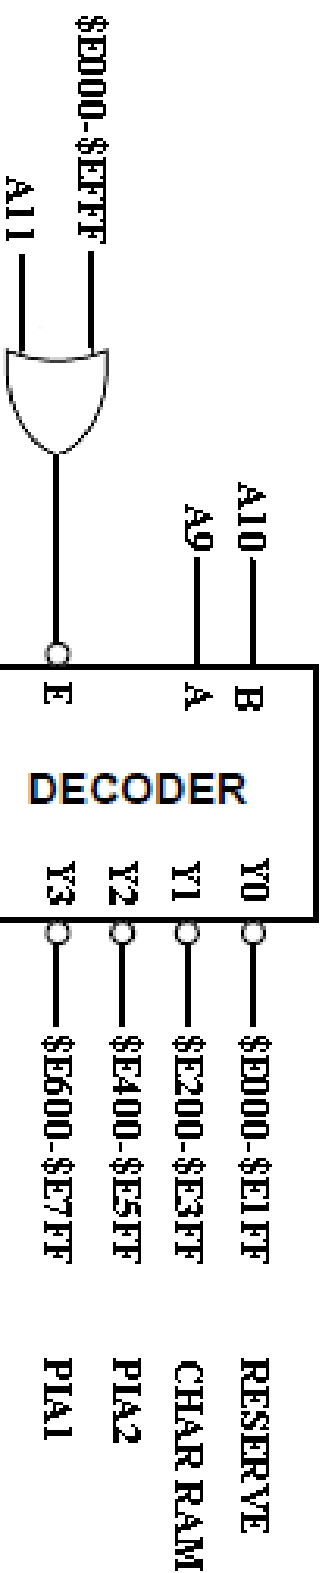 A10 B Y0 $E000-$E1FF RESERVE
A9 A Y1 $E200-$E3FF CHAR RAM
DECODER
$E000-$EFFF Y2 $E400-$E5FF PIA2
A11 E Y3 $E600-$E7FF PIA1